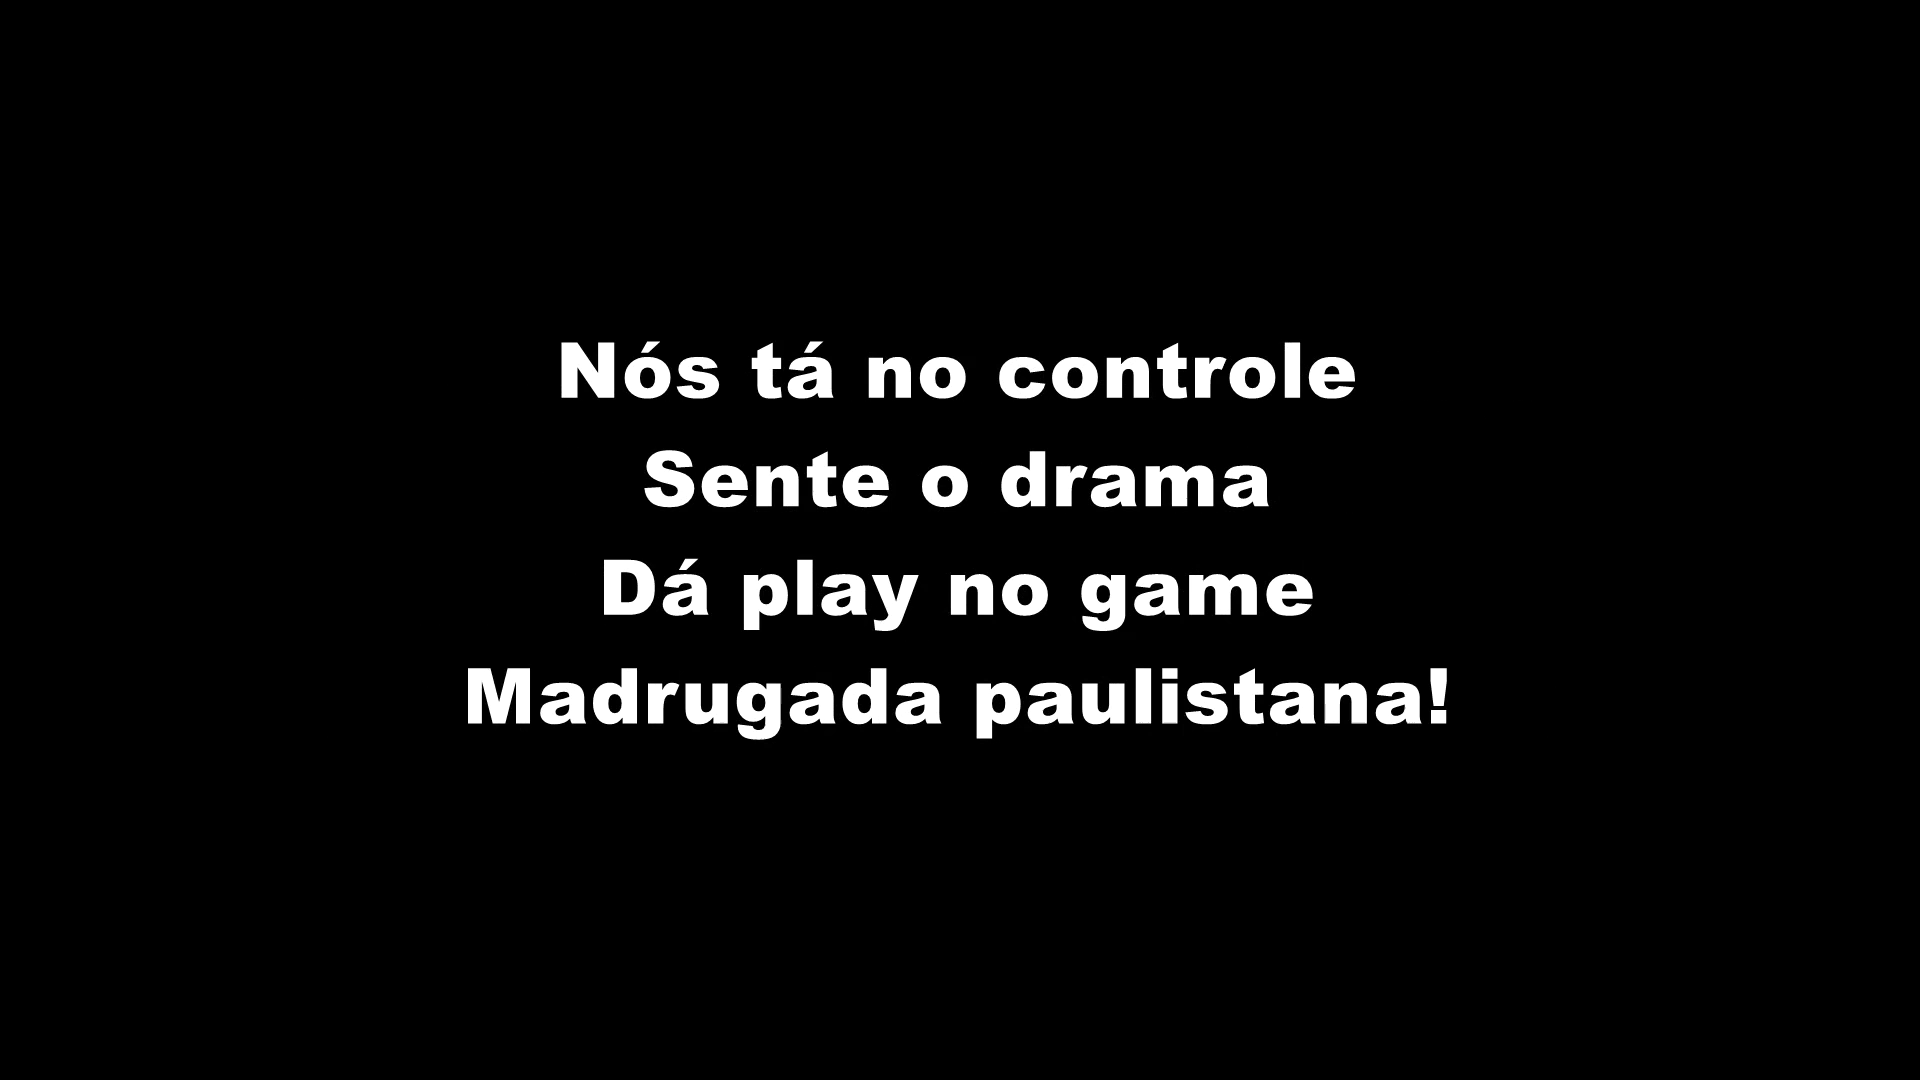 Nós tá no controle
Sente o drama
Dá play no game
Madrugada paulistana!